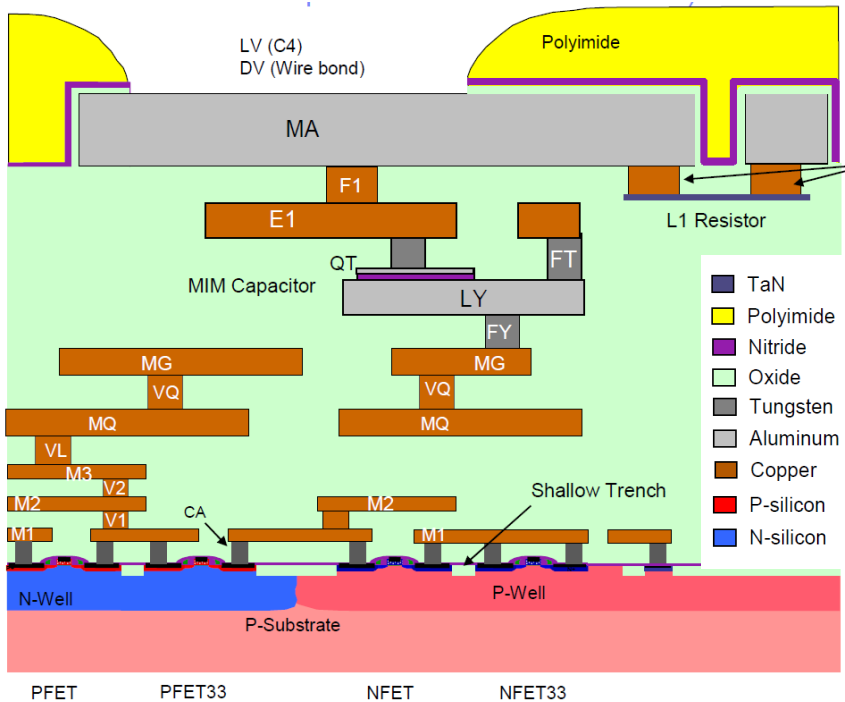 LV (C4)
DV (Wire bond)
Polyimide
MA
F1
E1
L1 Resistor
QT
FT
MIM Capacitor
LY
FY
MG
MG
VQ
VQ
MQ
MQ
VL
M3
V2
M2
M2
V1
CA
Shallow Trench
M1
M1
N-Well
P-Well
P-Substrate
PFET
PFET33
NFET
NFET33
TaN
Polyimide
Nitride
Oxide
Tungsten
Aluminum
Copper
P-silicon
N-silicon